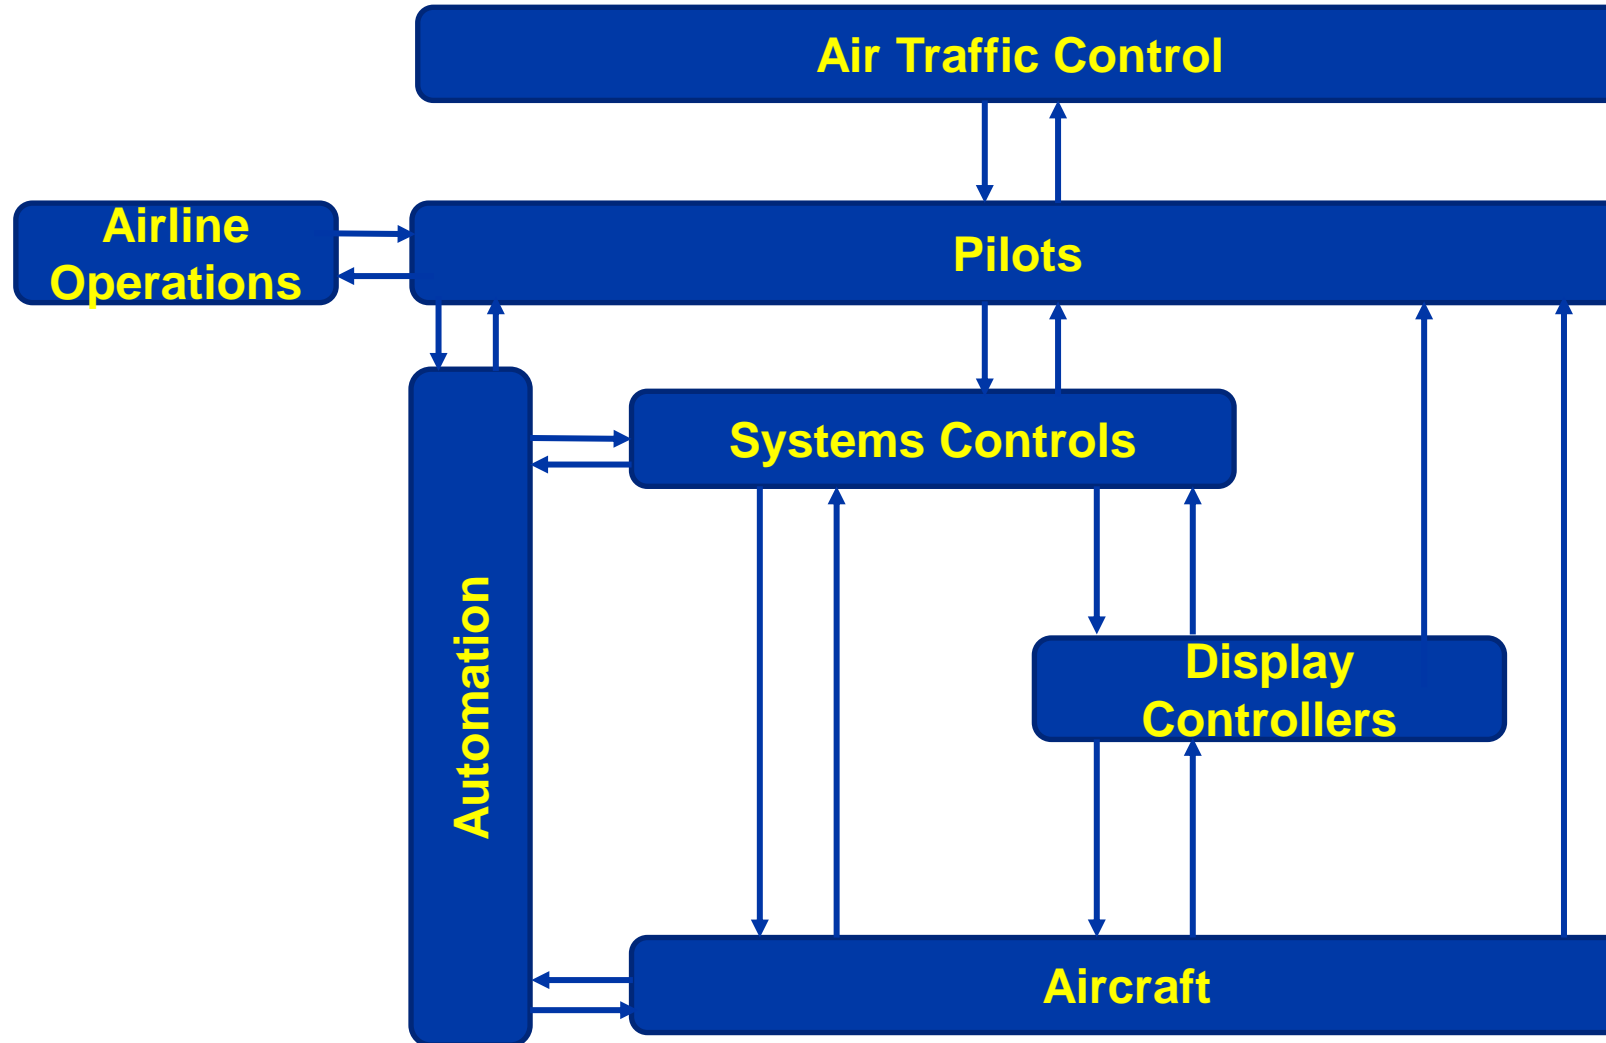 Air Traffic Control
Airline
Operations
Pilots
Systems Controls
Automation
Display
Controllers
Aircraft